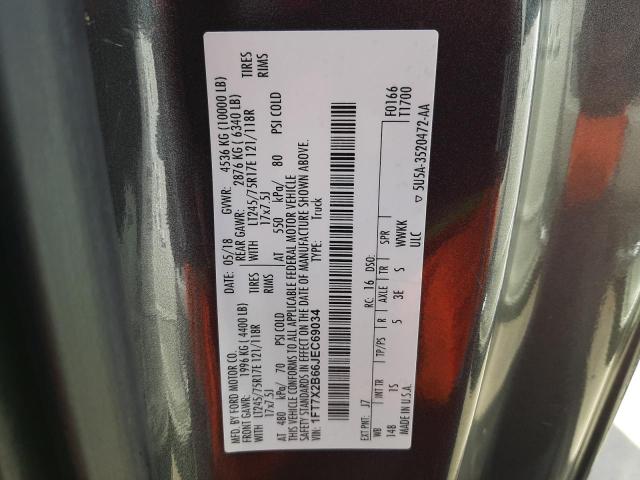 MFD. BY FORD MOTOR CO.
05/18 GVWR: 4536 KG (10000 LB)
FRONT GAWR: 1996 KG ( 4400 LB) REAR GAWR: 2876 KG ( 6340 LB)
WITH LT245/75R17E 121/118R TIRES WITH LT245/75R17E 121/118R TIRES
17x7.5J RIMS 17x7.5J RIMS
AT 480 kPa/ 70 PSI COLD AT 550 kPa/ 80 PSI COLD
THIS VEHICLE CONFORMS TO ALL APPLICABLE FEDERAL MOTOR VEHICLE
SAFETY STANDARDS IN EFFECT ON THE DATE OF MANUFACTURE SHOWN ABOVE.
VIN: 1FT7X2B66JEC69034 Truck
F0166
T1700
EXT PNT: J7 RC: 16 DSO:
WB INT TR TP/PS R AXLE TR SPR
148 15 5 3E S WWKK
MADE IN U.S.A. ULC
▽ 5U5A-3520472-AA